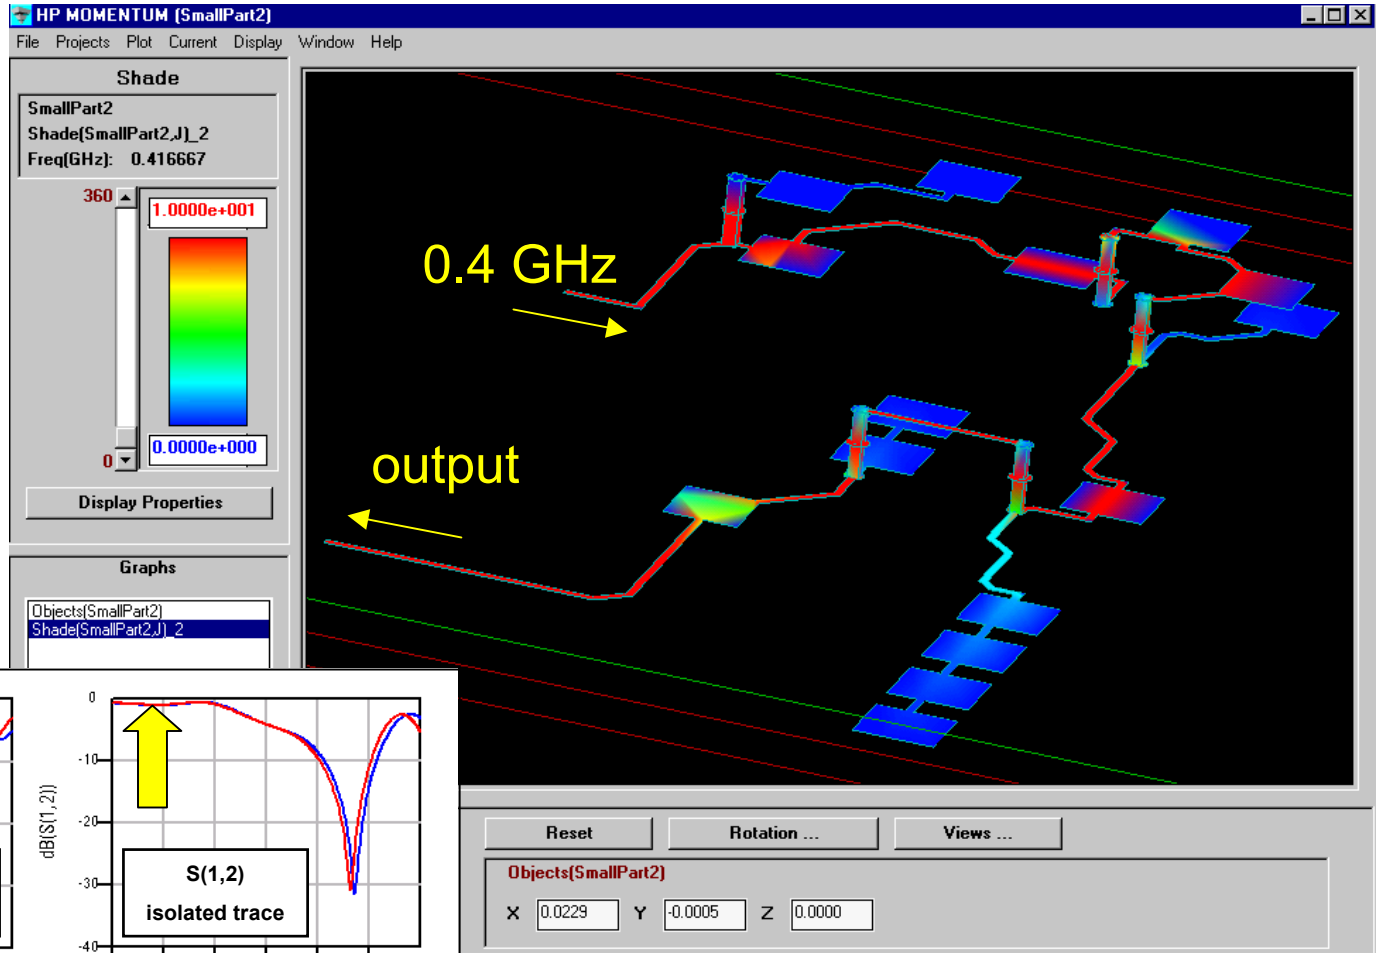 HP MOMENTUM (SmallPart2)
File Projects Plot Current Display Window Help
Shade
SmallPart2
Shade(SmallPart2,J)_2
Freq(GHz): 0.416667
360
1.0000e+001
0.0000e+000
0
Display Properties
Graphs
Objects(SmallPart2)
Shade(SmallPart2,J)_2
0.4 GHz
output
0
-10
-20
-30
-40
dB(S(1,2))
S(1,2)
isolated trace
Reset Rotation ... Views ...
Objects(SmallPart2)
X 0.0229 Y -0.0005 Z 0.0000